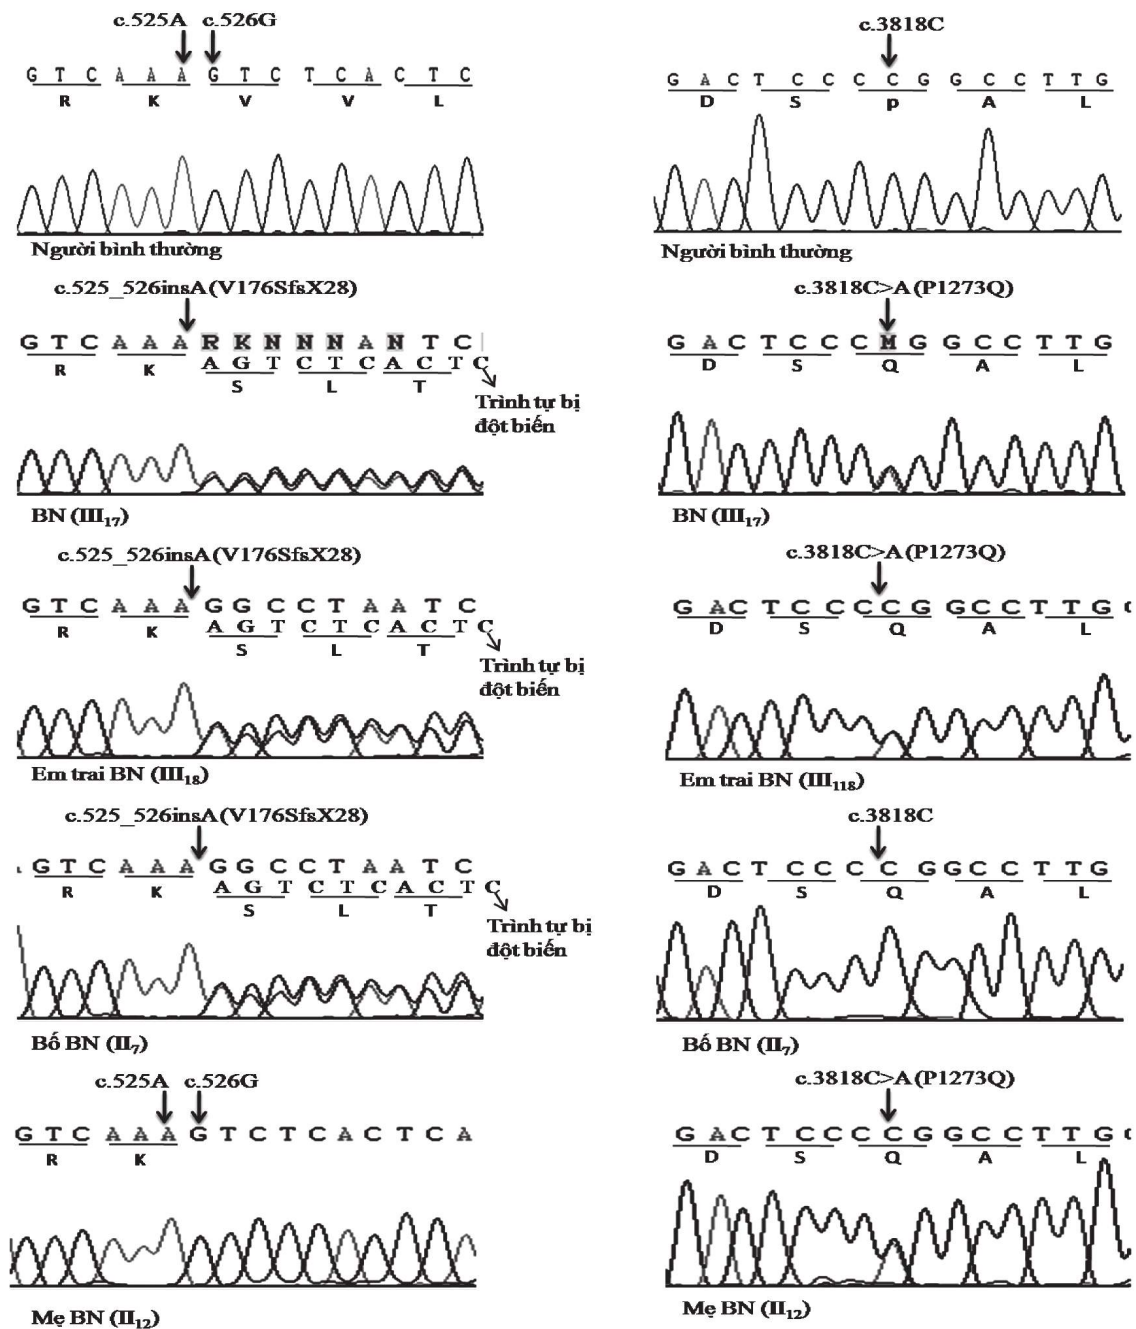 c.525A c.526G
G T C A A A G T C T C A C T C
R K V V L
Người bình thường
c.525_526insA(V176SfsX28)
G T C A A A R K N N N A N T C
A G T C T C A C T C
R K S L T
Trình tự bị
đột biến
BN (III17)
c.525_526insA(V176SfsX28)
G T C A A A G G C C T A A T C
A G T C T C A C T C
R K S L T
Trình tự bị
đột biến
Em trai BN (III18)
c.525_526insA(V176SfsX28)
G T C A A A G G C C T A A T C
A G T C T C A C T C
R K S L T
Trình tự bị
đột biến
Bố BN (II7)
c.525A c.526G
G T C A A A G T C T C A C T C A
R K
Mẹ BN (II12)
c.3818C
G A C T C C C C G G C C T T G
D S p A L
Người bình thường
c.3818C>A(P1273Q)
G A C T C C C M G G C C T T G
D S Q A L
BN (III17)
c.3818C>A(P1273Q)
G A C T C C C C G G C C T T G
D S Q A L
Em trai BN (III118)
c.3818C
G A C T C C C C G G C C T T G
D S Q A L
Bố BN (II7)
c.3818C>A(P1273Q)
G A C T C C C C G G C C T T G
D S Q A L
Mẹ BN (II12)